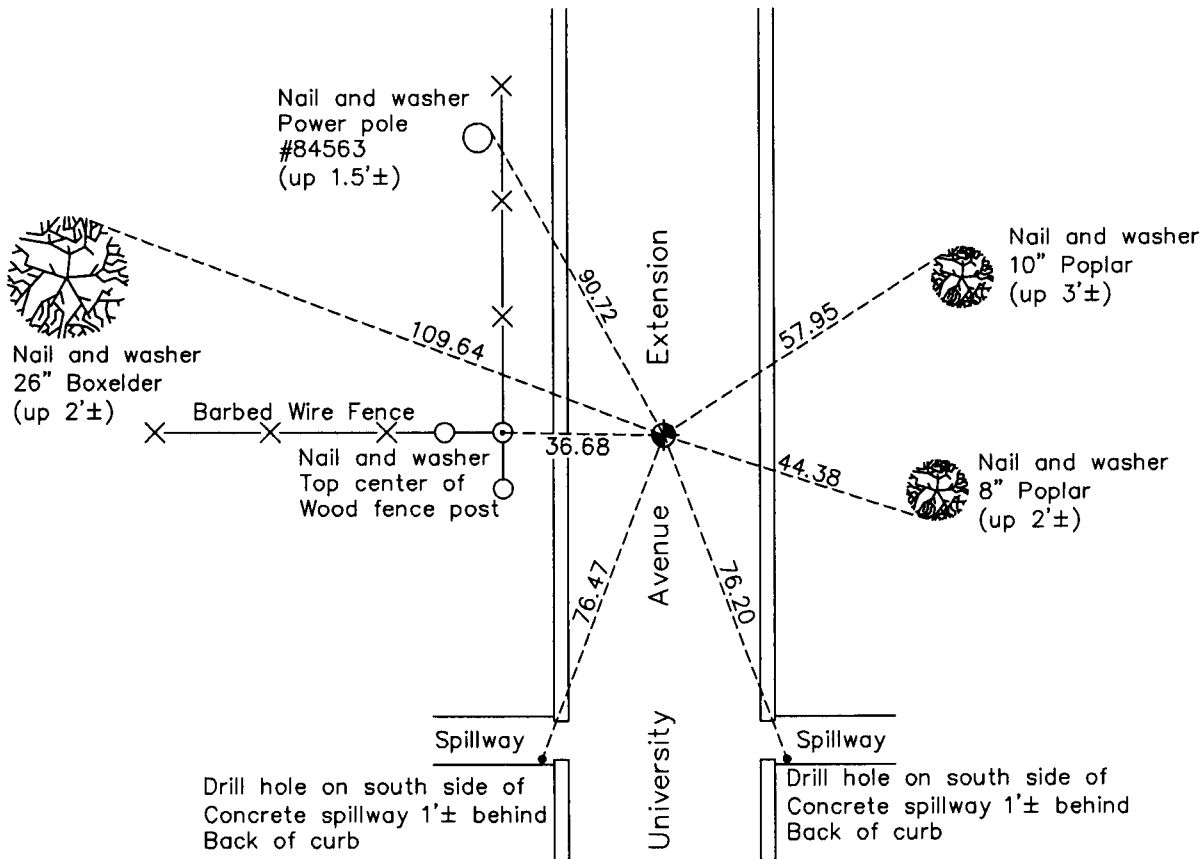 Nail and washer
Power pole
#84563
(up 1.5'±)
Nail and washer
10" Poplar
(up 3'±)
Extension
90.72
57.95
109.64
Nail and washer
26" Boxelder
(up 2'±)
Barbed Wire Fence
36.68
Nail and washer
Top center of
Wood fence post
44.38
Nail and washer
8" Poplar
(up 2'±)
Avenue
76.47
76.20
University
Spillway
Spillway
Drill hole on south side of
Concrete spillway 1'± behind
Back of curb
Drill hole on south side of
Concrete spillway 1'± behind
Back of curb